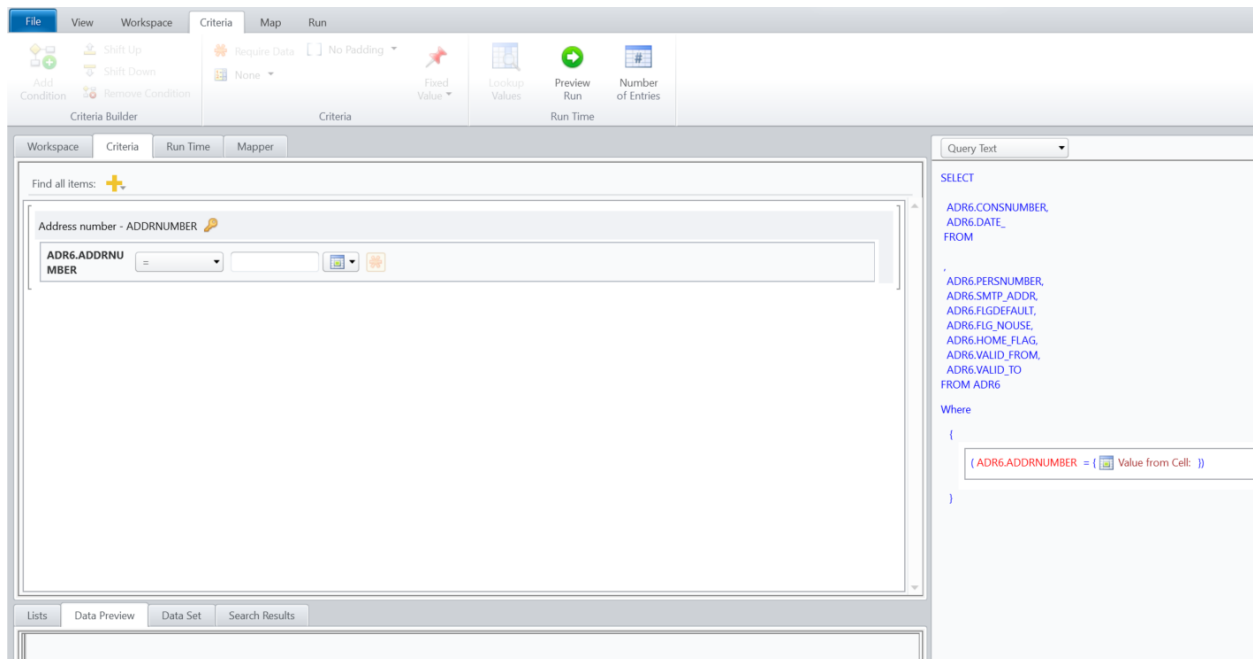 File View Workspace Criteria Map Run
Add Condition
Shift Up
Shift Down
Remove Condition
Criteria Builder
Require Data [ ] No Padding
None
Fixed Value
Criteria
Lookup Values
Preview Run
Number of Entries
Run Time
Workspace Criteria Run Time Mapper
Find all items:
Address number - ADDRNUMBER
ADR6.ADDRNU
MBER
=
Lists Data Preview Data Set Search Results
Query Text
SELECT
ADR6.CONSNUMBER,
ADR6.DATE_
FROM
,
ADR6.PERSNUMBER,
ADR6.SMTP_ADDR,
ADR6.FLGDEFAULT,
ADR6.FLG_NOUSE,
ADR6.HOME_FLAG,
ADR6.VALID_FROM,
ADR6.VALID_TO
FROM ADR6
Where
{
( ADR6.ADDRNUMBER = { Value from Cell: })
}